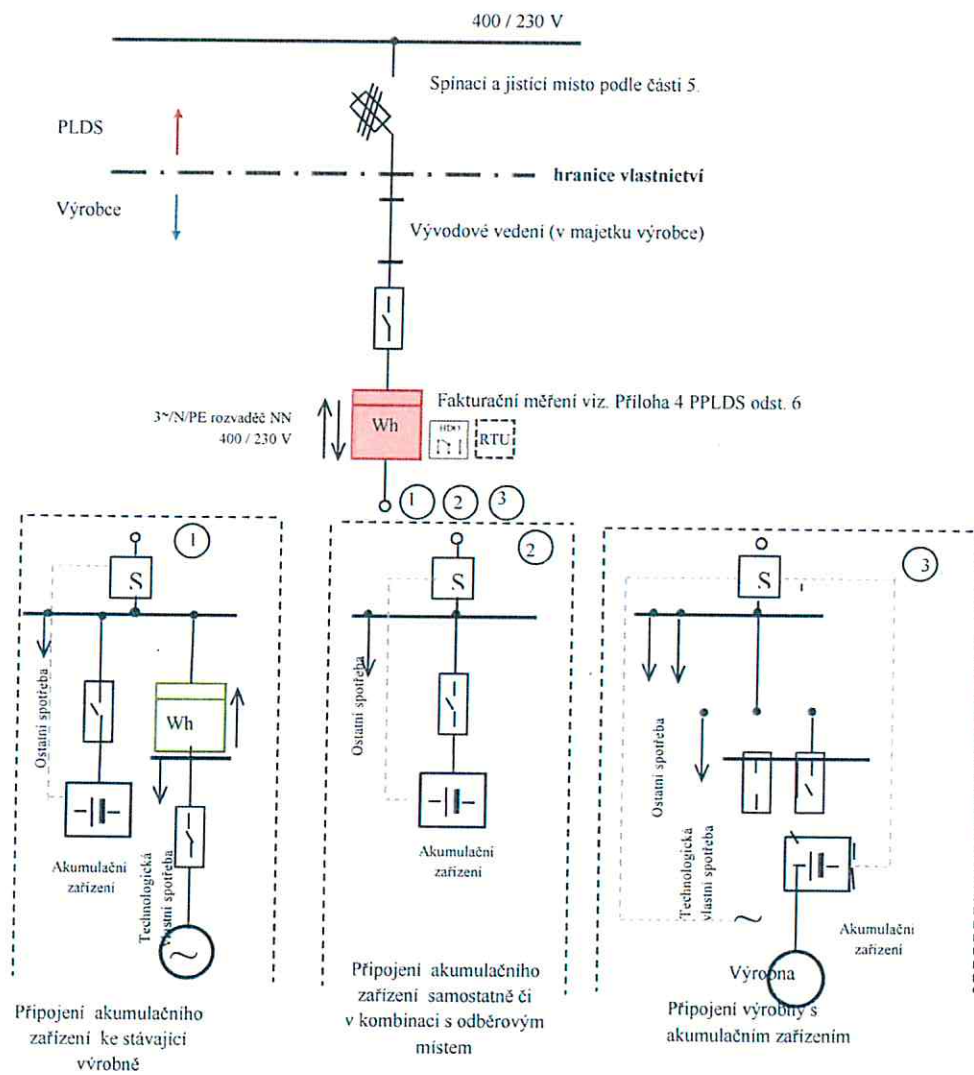 400 / 230 V
Spínací a jistící místo podle části 5.
PLDS
hranice vlastnictví
Výrobce
Vývodové vedení (v majetku výrobce)
3~/N/PE rozvaděč NN
400 / 230 V
Wh
Fakturační měření viz. Příloha 4 PPLDS odst. 6
HDO
RTU
1
2
3
1
S
Ostatní spotřeba
Wh
Akumulační
zařízení
Technologická
vlastní spotřeba
~
Připojení akumulačního
zařízení ke stávající
výrobně
2
S
Ostatní spotřeba
Akumulační
zařízení
Připojení akumulačního
zařízení samostatně či
v kombinaci s odběrovým
místem
3
S
Ostatní spotřeba
Technologická
vlastní spotřeba
~
Akumulační
zařízení
Výrobna
Připojení výrobny s
akumulačním zařízením